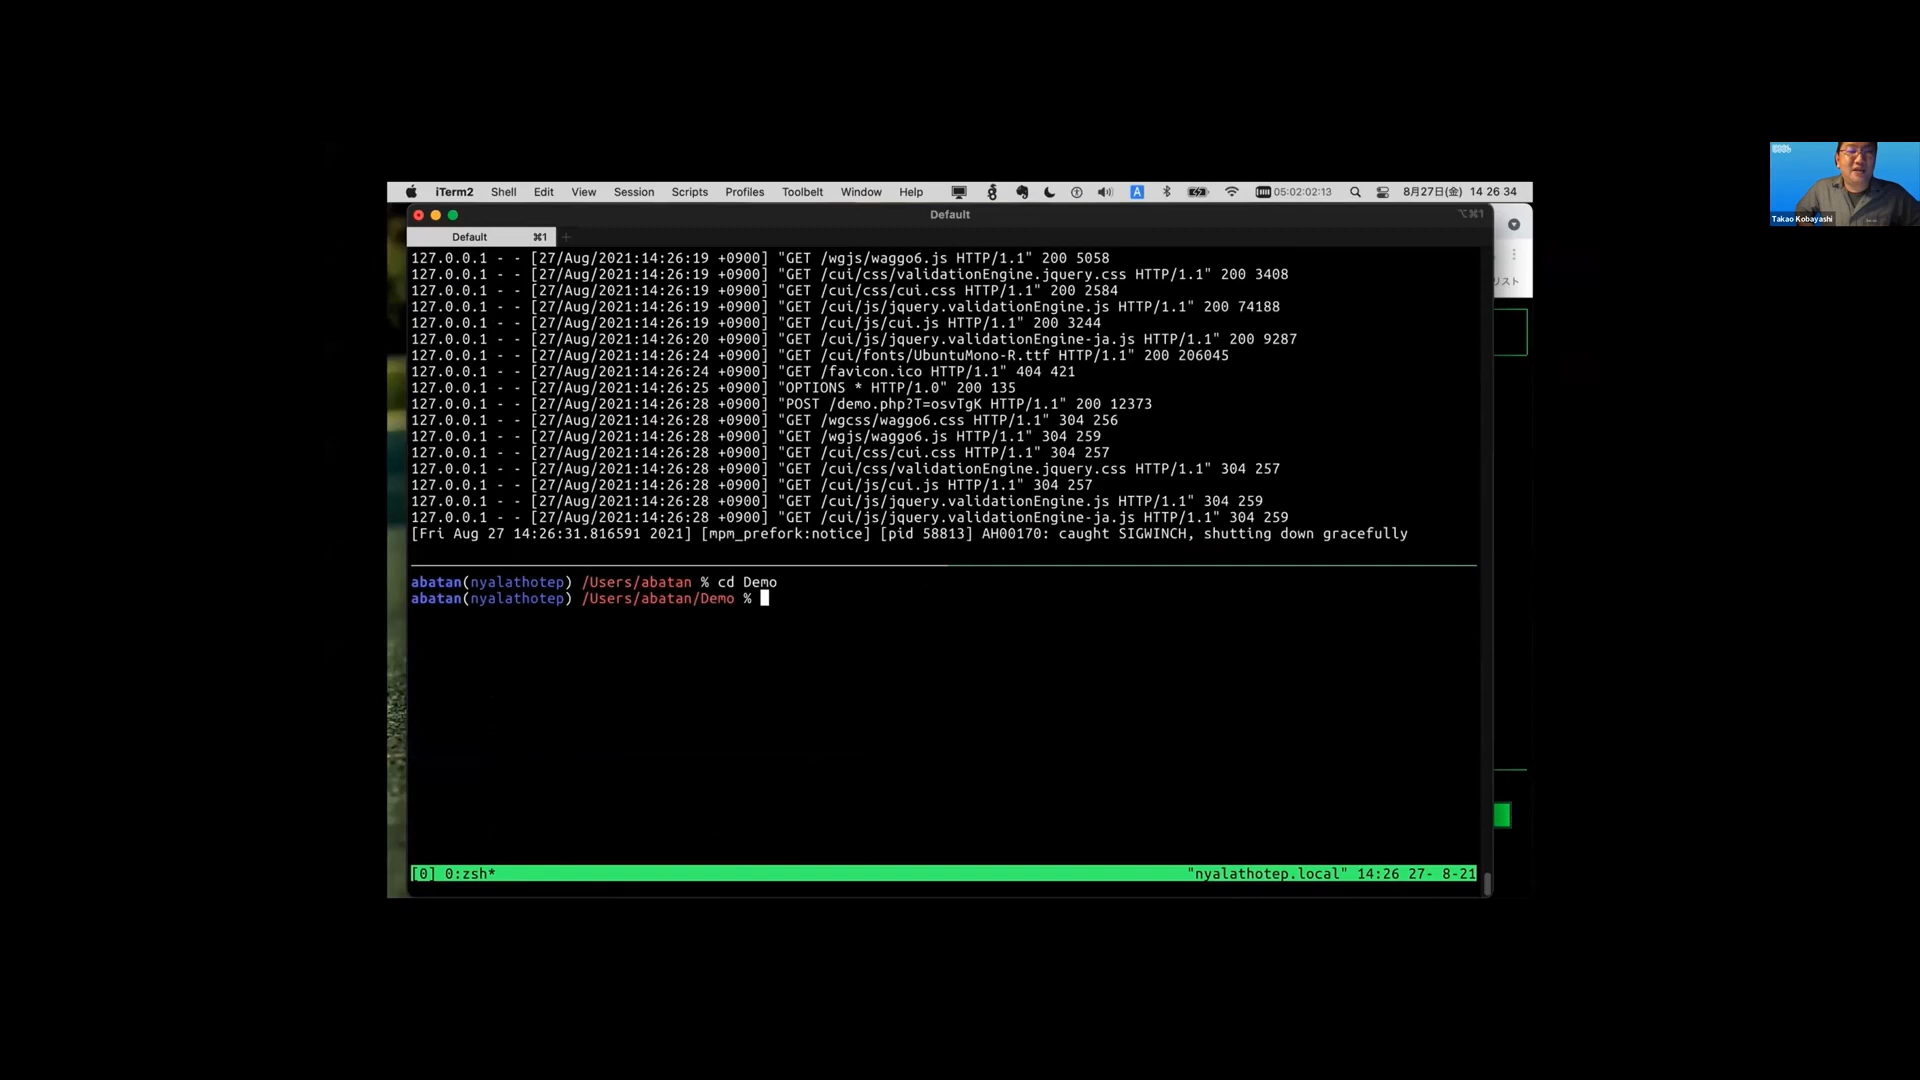 iTerm2 Shell Edit View Session Scripts Profiles Toolbelt Window Help A 05:02:02:13 8月27日(金) 14 26 34
Default ⌥⌘1
Default ⌘1 +
127.0.0.1 - - [27/Aug/2021:14:26:19 +0900] "GET /wgjs/waggo6.js HTTP/1.1" 200 5058
127.0.0.1 - - [27/Aug/2021:14:26:19 +0900] "GET /cui/css/validationEngine.jquery.css HTTP/1.1" 200 3408
127.0.0.1 - - [27/Aug/2021:14:26:19 +0900] "GET /cui/css/cui.css HTTP/1.1" 200 2584
127.0.0.1 - - [27/Aug/2021:14:26:19 +0900] "GET /cui/js/jquery.validationEngine.js HTTP/1.1" 200 74188
127.0.0.1 - - [27/Aug/2021:14:26:19 +0900] "GET /cui/js/cui.js HTTP/1.1" 200 3244
127.0.0.1 - - [27/Aug/2021:14:26:20 +0900] "GET /cui/js/jquery.validationEngine-ja.js HTTP/1.1" 200 9287
127.0.0.1 - - [27/Aug/2021:14:26:24 +0900] "GET /cui/fonts/UbuntuMono-R.ttf HTTP/1.1" 200 206045
127.0.0.1 - - [27/Aug/2021:14:26:24 +0900] "GET /favicon.ico HTTP/1.1" 404 421
127.0.0.1 - - [27/Aug/2021:14:26:25 +0900] "OPTIONS * HTTP/1.0" 200 135
127.0.0.1 - - [27/Aug/2021:14:26:28 +0900] "POST /demo.php?T=osvTgK HTTP/1.1" 200 12373
127.0.0.1 - - [27/Aug/2021:14:26:28 +0900] "GET /wgcss/waggo6.css HTTP/1.1" 304 256
127.0.0.1 - - [27/Aug/2021:14:26:28 +0900] "GET /wgjs/waggo6.js HTTP/1.1" 304 259
127.0.0.1 - - [27/Aug/2021:14:26:28 +0900] "GET /cui/css/cui.css HTTP/1.1" 304 257
127.0.0.1 - - [27/Aug/2021:14:26:28 +0900] "GET /cui/css/validationEngine.jquery.css HTTP/1.1" 304 257
127.0.0.1 - - [27/Aug/2021:14:26:28 +0900] "GET /cui/js/cui.js HTTP/1.1" 304 257
127.0.0.1 - - [27/Aug/2021:14:26:28 +0900] "GET /cui/js/jquery.validationEngine.js HTTP/1.1" 304 259
127.0.0.1 - - [27/Aug/2021:14:26:28 +0900] "GET /cui/js/jquery.validationEngine-ja.js HTTP/1.1" 304 259
[Fri Aug 27 14:26:31.816591 2021] [mpm_prefork:notice] [pid 58813] AH00170: caught SIGWINCH, shutting down gracefully
abatan(nyalathotep) /Users/abatan % cd Demo
abatan(nyalathotep) /Users/abatan/Demo %
[0] 0:zsh* "nyalathotep.local" 14:26 27- 8-21
リスト
Takao Kobayashi